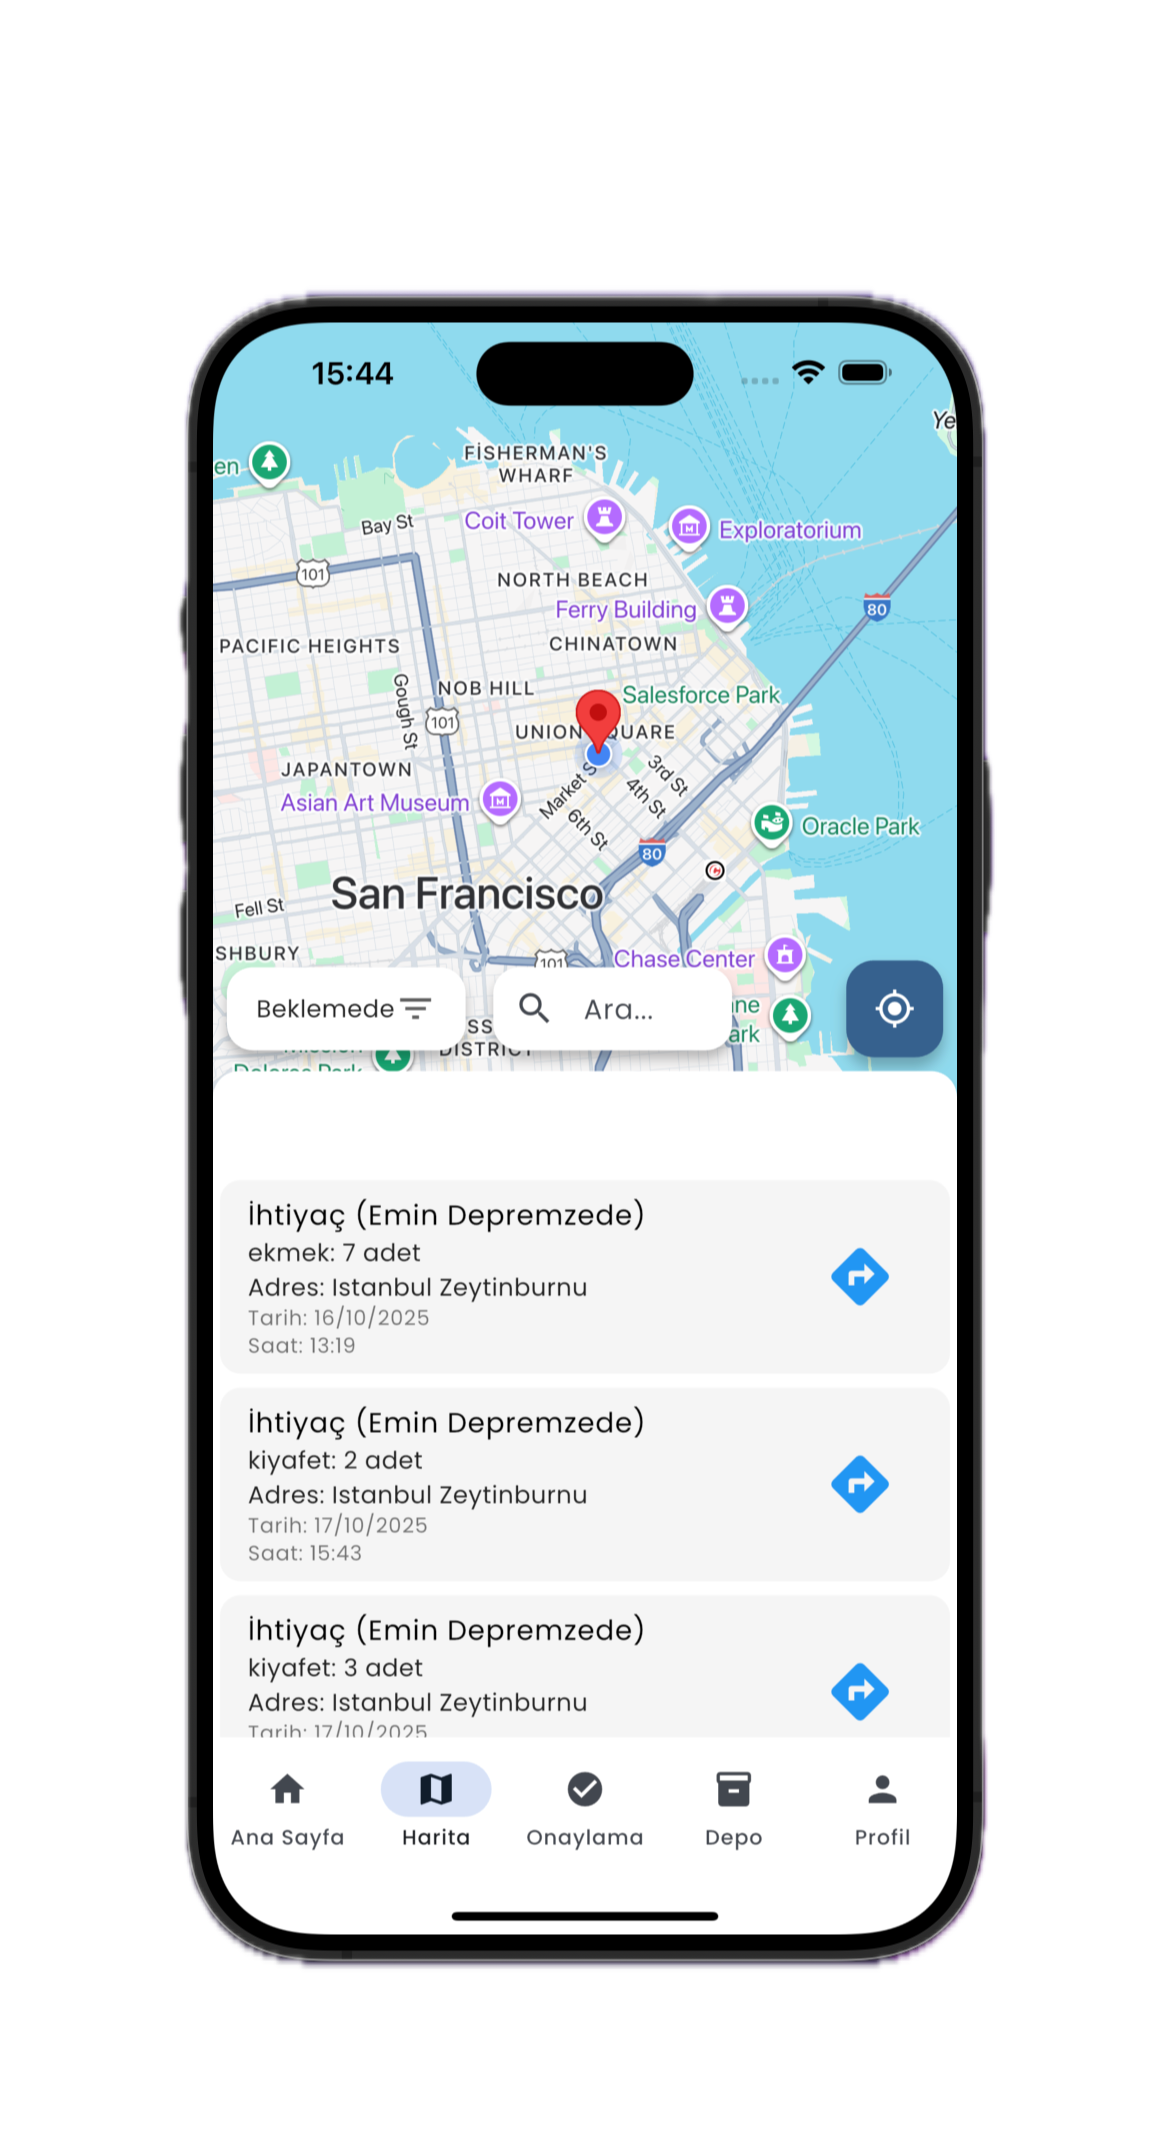 15:44
Ye
en
FİSHERMAN'S
WHARF
Bay St
Coit Tower
Exploratorium
101
NORTH BEACH
Ferry Building
80
PACIFIC HEIGHTS
CHINATOWN
Gough St
NOB HILL
Salesforce Park
101
UNION SQUARE
JAPANTOWN
Market S
3rd St
4th St
Asian Art Museum
6th St
Oracle Park
80
San Francisco
Fell St
SHBURY
101
Chase Center
Beklemede
Ara...
ne
ark
SS
DISTRICT
Mission
Dolores Park
İhtiyaç (Emin Depremzede)
ekmek: 7 adet
Adres: Istanbul Zeytinburnu
Tarih: 16/10/2025
Saat: 13:19
İhtiyaç (Emin Depremzede)
kiyafet: 2 adet
Adres: Istanbul Zeytinburnu
Tarih: 17/10/2025
Saat: 15:43
İhtiyaç (Emin Depremzede)
kiyafet: 3 adet
Adres: Istanbul Zeytinburnu
Tarih: 17/10/2025
Ana Sayfa
Harita
Onaylama
Depo
Profil